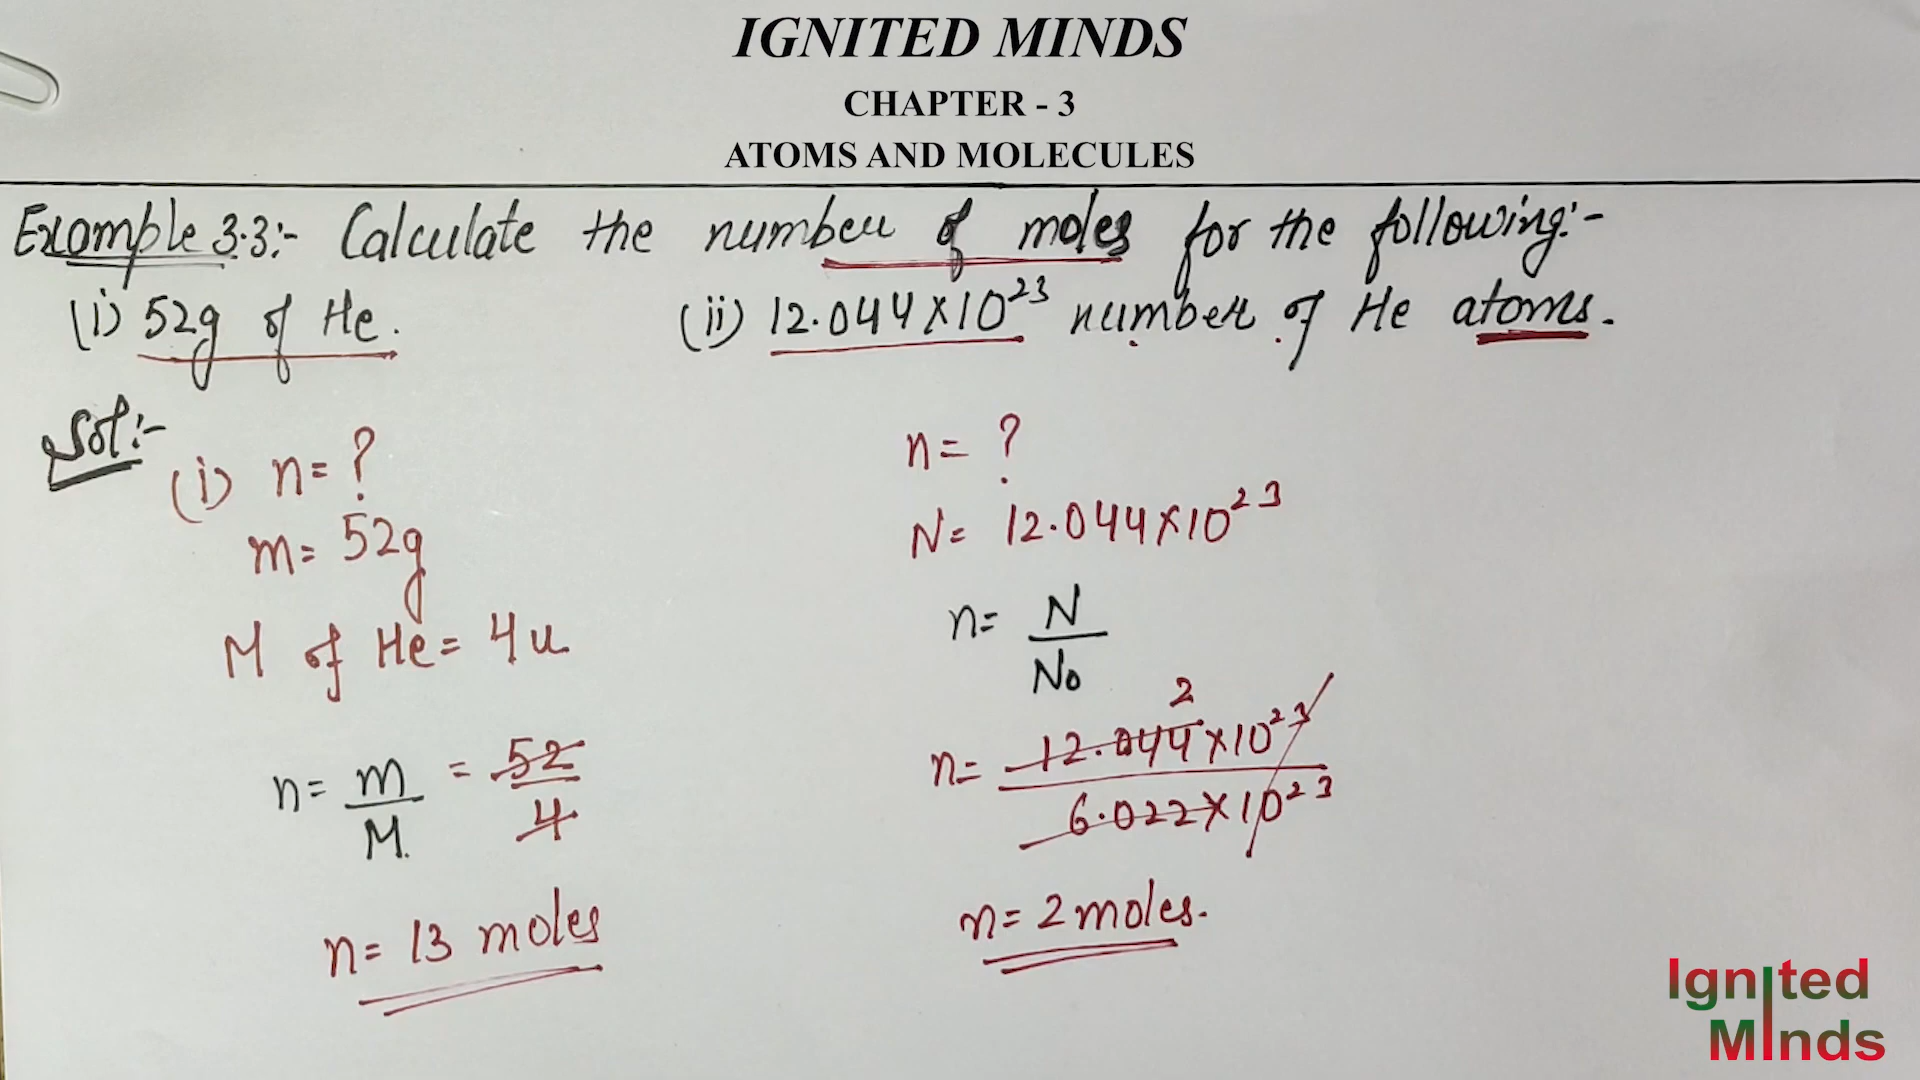 IGNITED MINDS
CHAPTER - 3
ATOMS AND MOLECULES
Example 3.3:- Calculate the number of moles for the following:-
(i) 52g of He. (ii) 12.044×10²³ number of He atoms.
Sol:-
(i) n= ?
m= 52g
M of He= 4u
n= m/M. = 52/4
n= 13 moles
n= ?
N= 12.044×10²³
n= N/No
2
n= 12.044×10²³/6.022×10²³
n= 2 moles.
Ignited
Minds